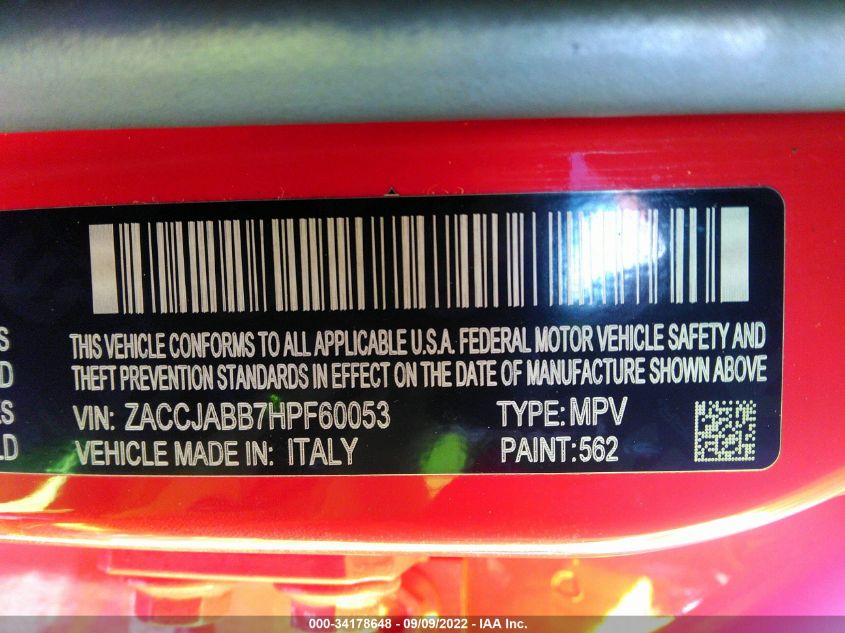 S
THIS VEHICLE CONFORMS TO ALL APPLICABLE U.S.A. FEDERAL MOTOR VEHICLE SAFETY AND
D
THEFT PREVENTION STANDARDS IN EFFECT ON THE DATE OF MANUFACTURE SHOWN ABOVE
ES
VIN: ZACCJABB7HPF60053 TYPE: MPV
LD
VEHICLE MADE IN: ITALY PAINT: 562
000-34178648 - 09/09/2022 - IAA Inc.